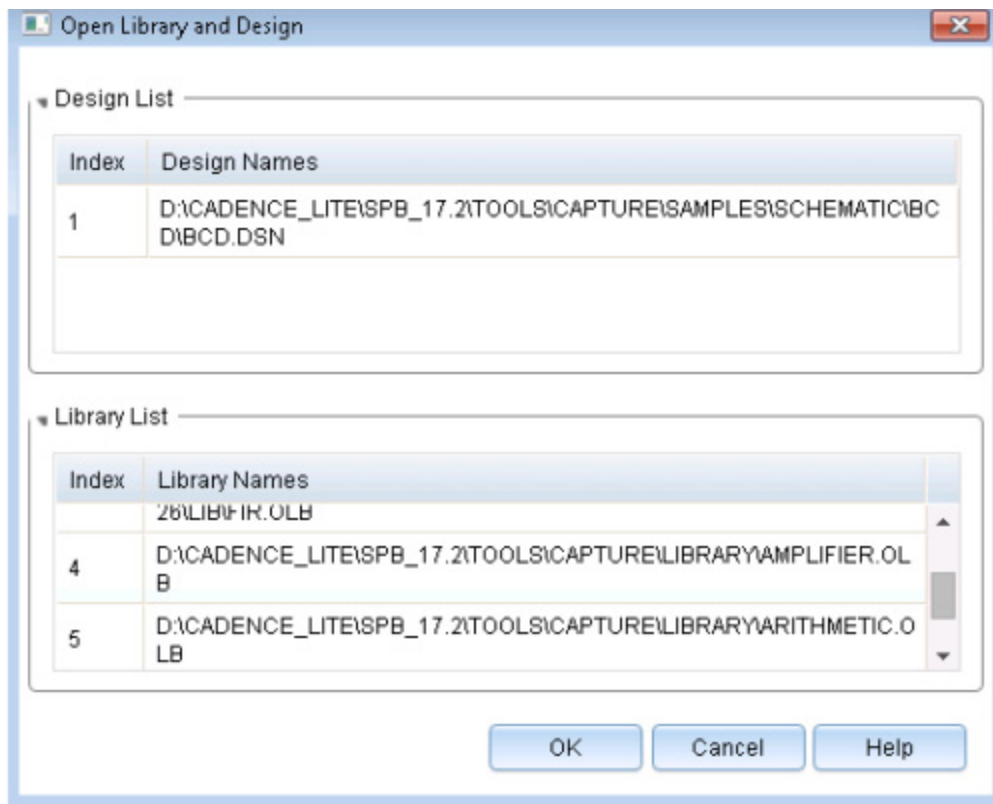 Open Library and Design
Design List
Index Design Names
1 D:\CADENCE_LITE\SPB_17.2\TOOLS\CAPTURE\SAMPLES\SCHEMATIC\BC
D\BCD.DSN
Library List
Index Library Names
26\LIB\FIR.OLB
4 D:\CADENCE_LITE\SPB_17.2\TOOLS\CAPTURE\LIBRARY\AMPLIFIER.OL
B
5 D:\CADENCE_LITE\SPB_17.2\TOOLS\CAPTURE\LIBRARY\ARITHMETIC.O
LB
OK Cancel Help